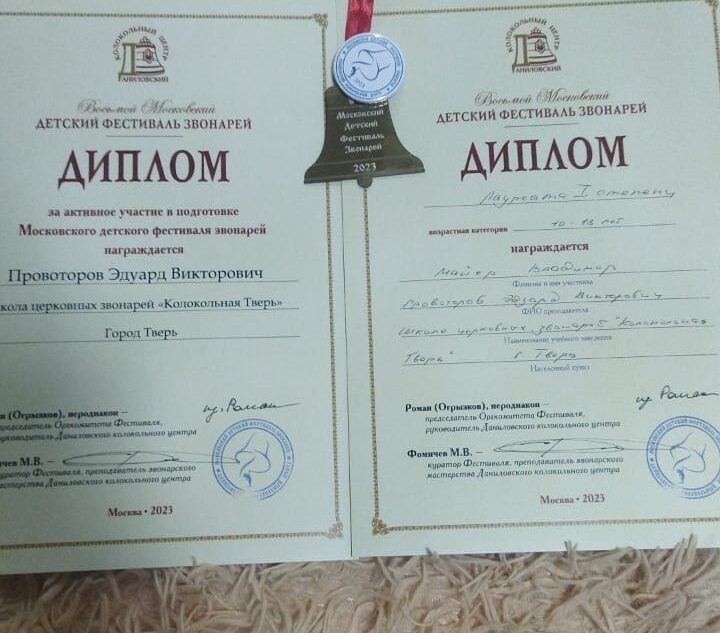 КОЛОКОЛЬНЫЙ ЦЕНТР
ДАНИЛОВСКИЙ
Восьмой Московский
ДЕТСКИЙ ФЕСТИВАЛЬ ЗВОНАРЕЙ
ДИПЛОМ
за активное участие в подготовке
Московского детского фестиваля звонарей
награждается
Провоторов Эдуард Викторович
кола церковных звонарей «Колокольная Тверь»
Город Тверь
н (Огрызков), иеродиакон –
председатель Оргкомитета Фестиваля,
руководитель Даниловского колокольного центра
мичев М.В. –
куратор Фестиваля, преподаватель звонарского
мастерства Даниловского колокольного центра
Москва • 2023
Московский
Детский
Фестиваль
Звонарей
2023
КОЛОКОЛЬНЫЙ ЦЕНТР
ДАНИЛОВСКИЙ
Восьмой Московский
ДЕТСКИЙ ФЕСТИВАЛЬ ЗВОНАРЕЙ
ДИПЛОМ
Лауреата I степени
возрастная категория 10-15 лет
награждается
Майер Владимир
Фамилия и имя участника
Провоторов Эдуард Викторович
ФИО преподавателя
Школа церковных звонарей "Колокольная
Наименование учебного заведения
Тверь" г Тверь
Населенный пункт
Роман (Огрызков), иеродиакон –
председатель Оргкомитета Фестиваля,
руководитель Даниловского колокольного центра
Фомичев М.В. –
куратор Фестиваля, преподаватель звонарского
мастерства Даниловского колокольного центра
Москва • 2023